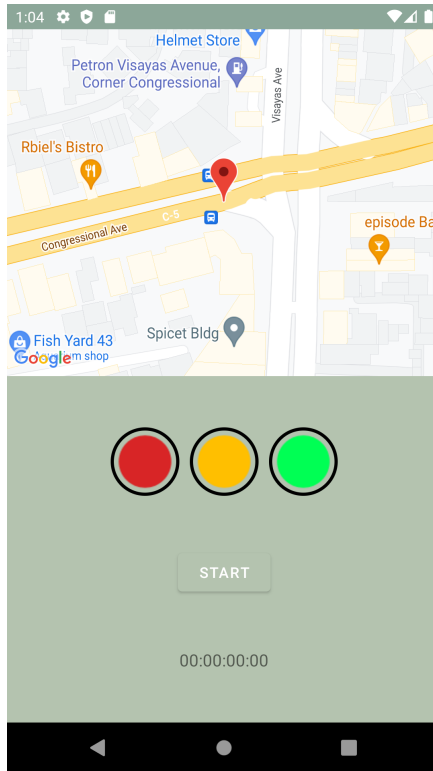 1:04
Helmet Store
Petron Visayas Avenue,
Corner Congressional
Visayas Ave
Rbiel's Bistro
C-5
Congressional Ave
episode Ba
Spicet Bldg
Fish Yard 43
Google
m shop
START
00:00:00:00